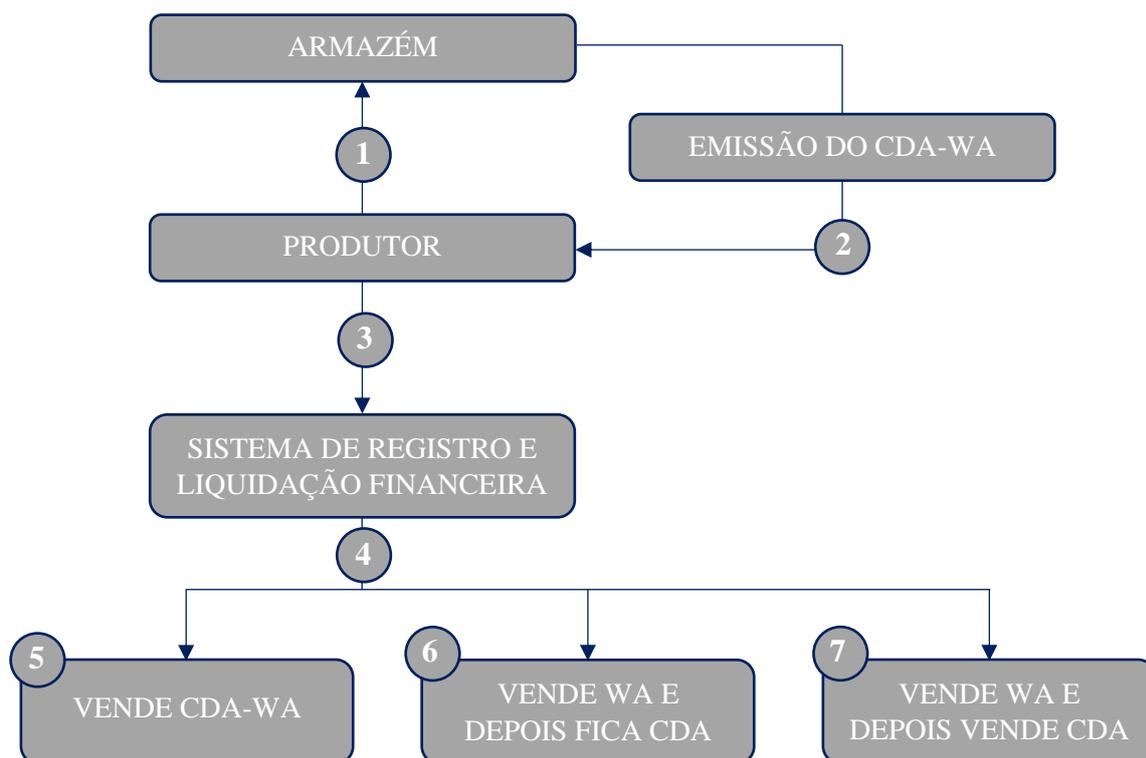 ARMAZÉM
1
EMISSÃO DO CDA-WA
PRODUTOR
2
3
SISTEMA DE REGISTRO E
LIQUIDAÇÃO FINANCEIRA
4
5
VENDE CDA-WA
6
VENDE WA E
DEPOIS FICA CDA
7
VENDE WA E
DEPOIS VENDE CDA